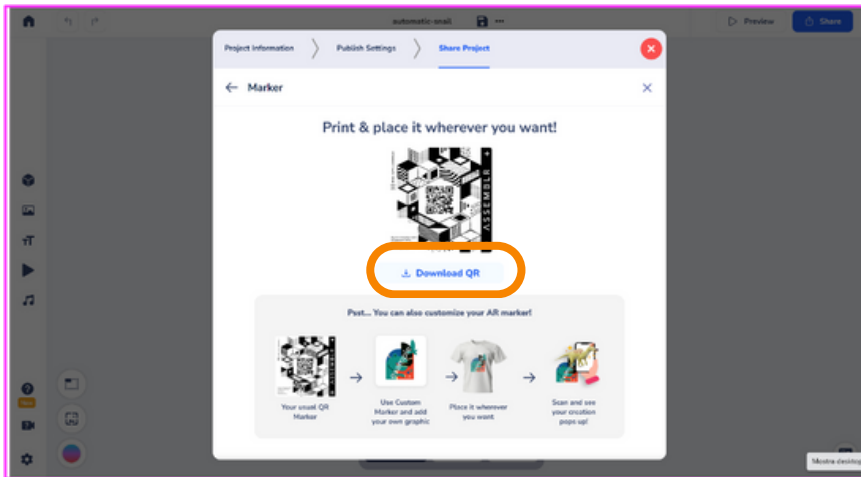 automatic-snail
Preview
Share
Project Information
Publish Settings
Share Project
Marker
Print & place it wherever you want!
ASSEMBLR
Download QR
Psst... You can also customize your AR marker!
Your usual QR
Marker
Use Custom
Marker and add
your own graphic
Place it wherever
you want
Scan and see
your creation
pops up!
Mostra desktop